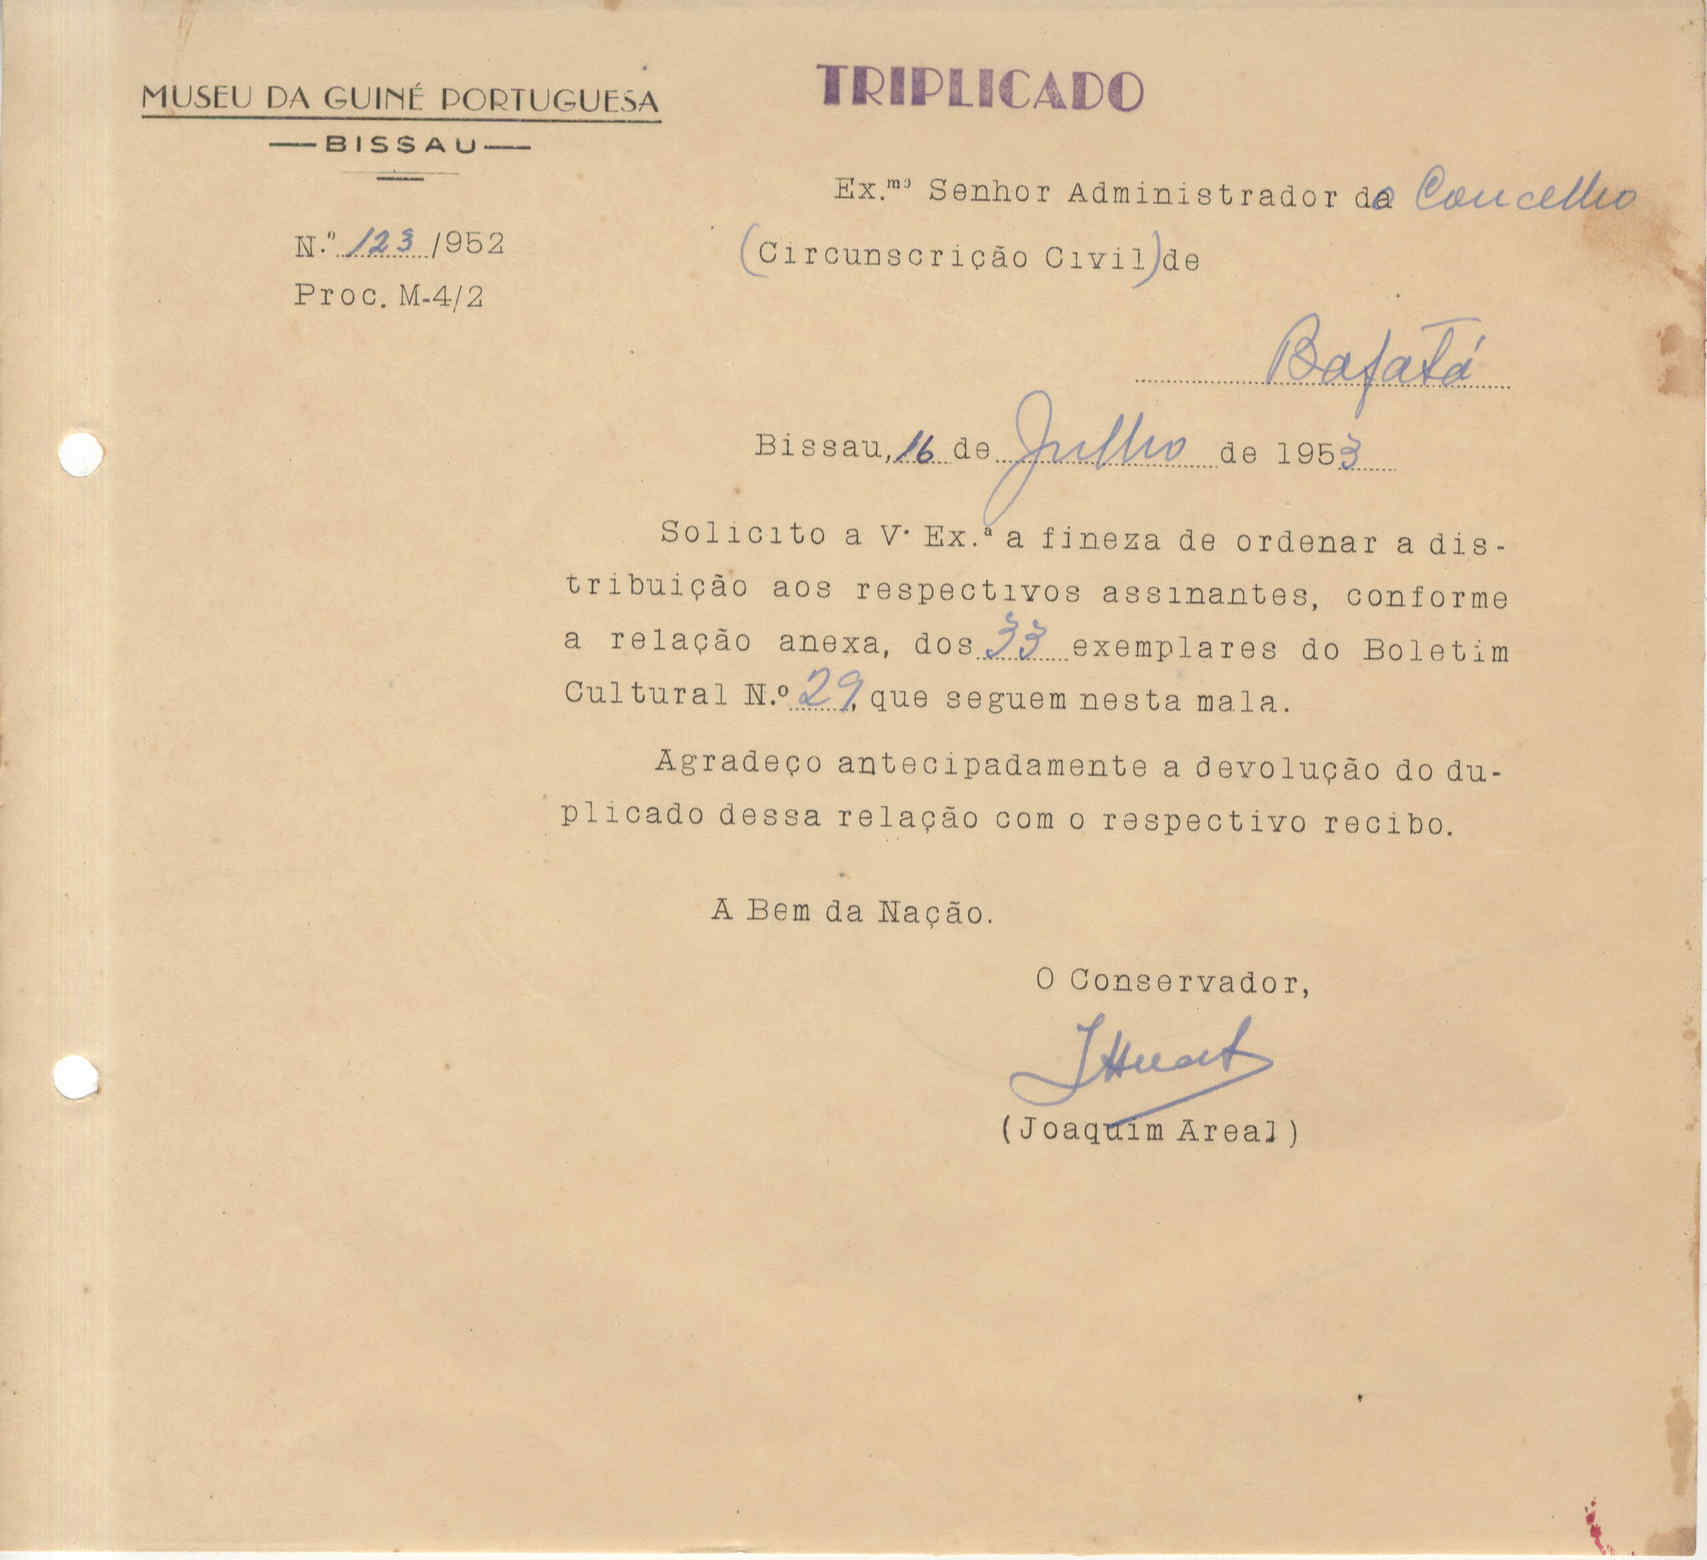 MUSEU DA GUINÉ PORTUGUESA
BISSAU
TRIPLICADO
N.º 123/952
Proc. M-4/2
Ex.mo Senhor Administrador do Concelho
(Circunscrição Civil) de
Bafatá
Bissau, 16 de Julho de 1953
Solicito a V. Ex.ª a fineza de ordenar a dis-
tribuição aos respectivos assinantes, conforme
a relação anexa, dos 33 exemplares do Boletim
Cultural N.º 29, que seguem nesta mala.
Agradeço antecipadamente a devolução do du-
plicado dessa relação com o respectivo recibo.
A Bem da Nação.
O Conservador,
(Joaquim Areal)